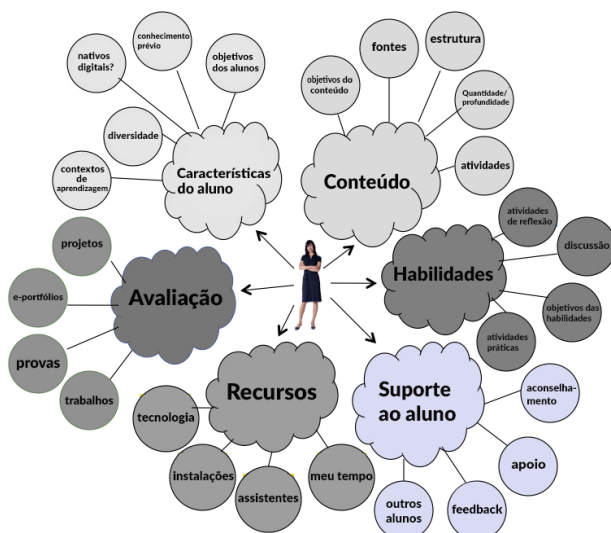 nativos
digitais?
conhecimento
prévio
objetivos
dos alunos
diversidade
contextos
de
aprendizagem
Características
do aluno
objetivos do
conteúdo
fontes
estrutura
Quantidade/
profundidade
atividades
Conteúdo
atividades
de reflexão
discussão
objetivos das
habilidades
atividades
práticas
Habilidades
projetos
e-portfólios
provas
trabalhos
Avaliação
Recursos
tecnologia
instalações
assistentes
meu tempo
Suporte
ao aluno
aconselha-
mento
apoio
feedback
outros
alunos